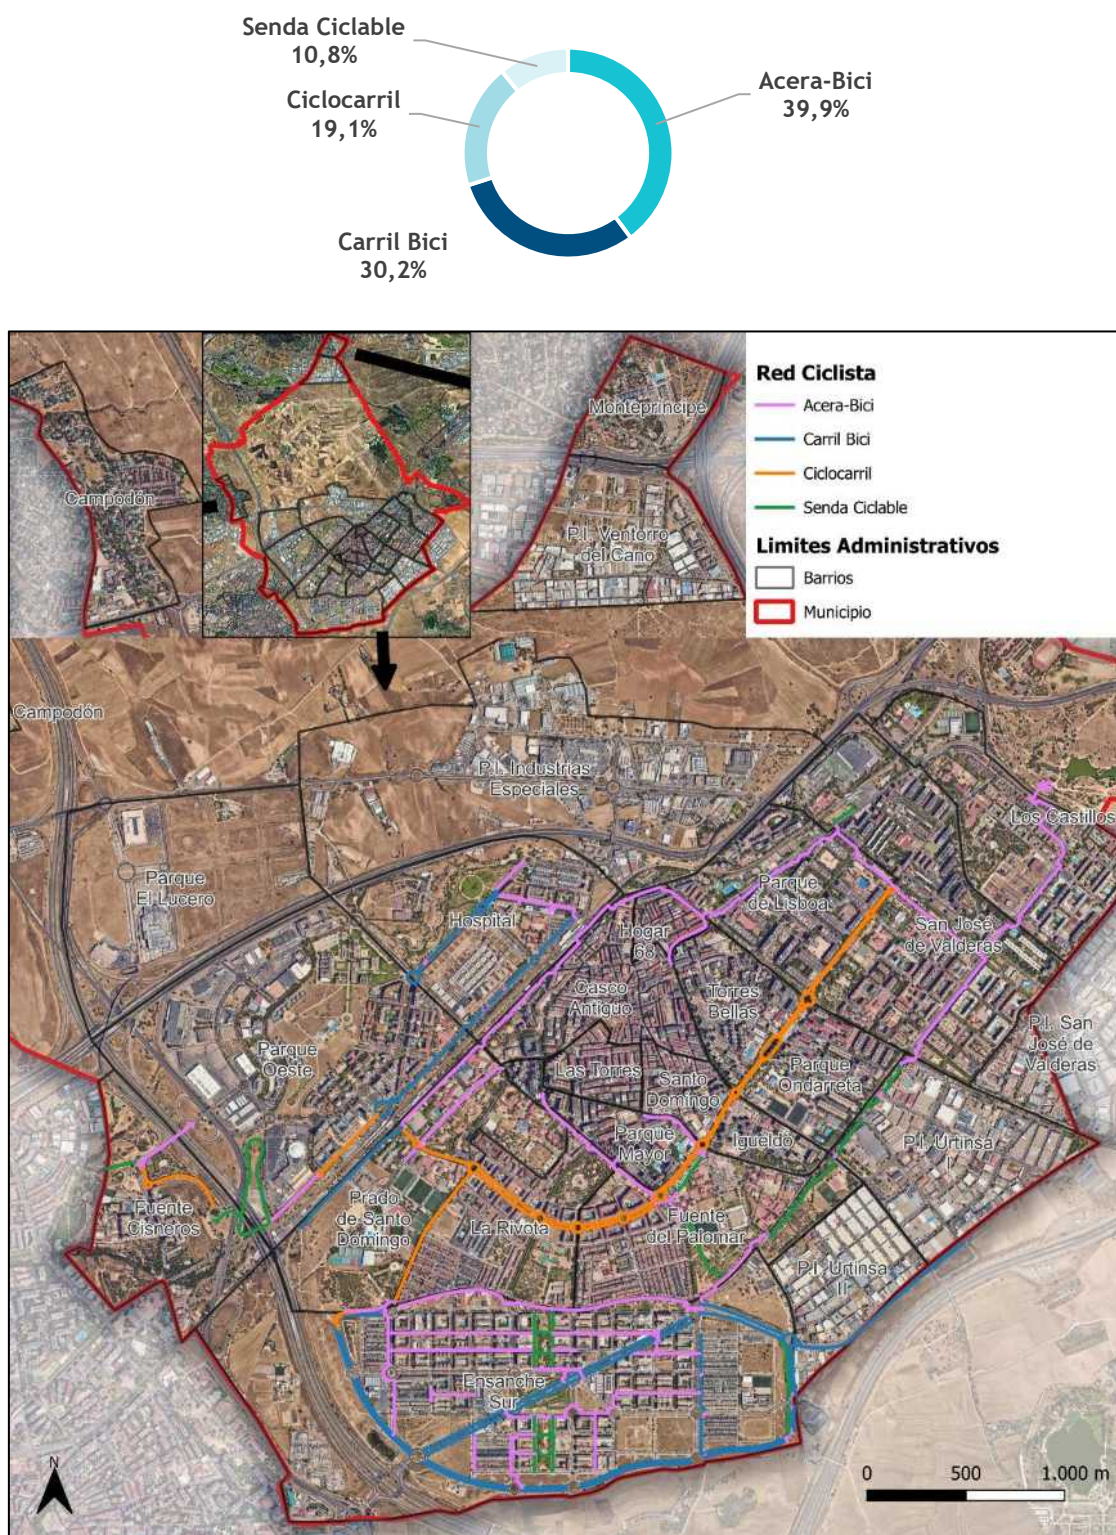 Senda Ciclable
10,8%
Acera-Bici
39,9%
Ciclocarril
19,1%
Carril Bici
30,2%
Red Ciclista
Acera-Bici
Carril Bici
Ciclocarril
Senda Ciclable
Limites Administrativos
Barrios
Municipio
Campodón
Montepríncipe
P.I. Ventorro
del Cano
Campodón
P.I. Industrias
Especiales
Los Castillos
Parque
El Lucero
Hospital
Parque
de Lisboa
Hogar
68
San José
de Valderas
Casco
Antiguo
Torres
Bellas
P.I. San
José de
Valderas
Parque
Oeste
Las Torres
Santo
Domingo
Parque
Ondarreta
Parque
Mayor
Igueldo
P.I. Urtinsa
I
Fuente
Cisneros
Prado
de Santo
Domingo
La Rivota
Fuente
del Palomar
P.I. Urtinsa
II
Ensanche
Sur
N
0 500 1.000 m